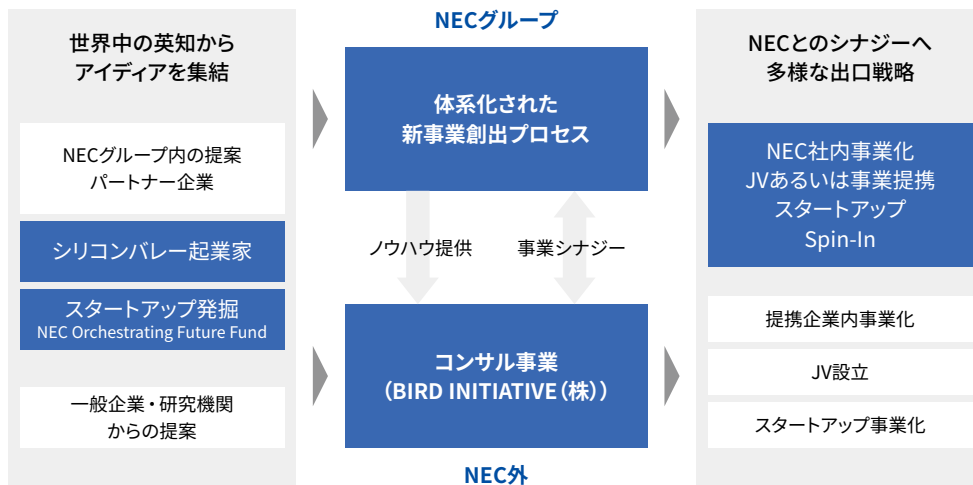 世界中の英知から
アイディアを集結
NECグループ内の提案
パートナー企業
シリコンバレー起業家
スタートアップ発掘
NEC Orchestrating Future Fund
一般企業・研究機関
からの提案
NECグループ
体系化された
新事業創出プロセス
ノウハウ提供
事業シナジー
コンサル事業
(BIRD INITIATIVE(株))
NEC外
NECとのシナジーへ
多様な出口戦略
NEC社内事業化
JVあるいは事業提携
スタートアップ
Spin-In
提携企業内事業化
JV設立
スタートアップ事業化